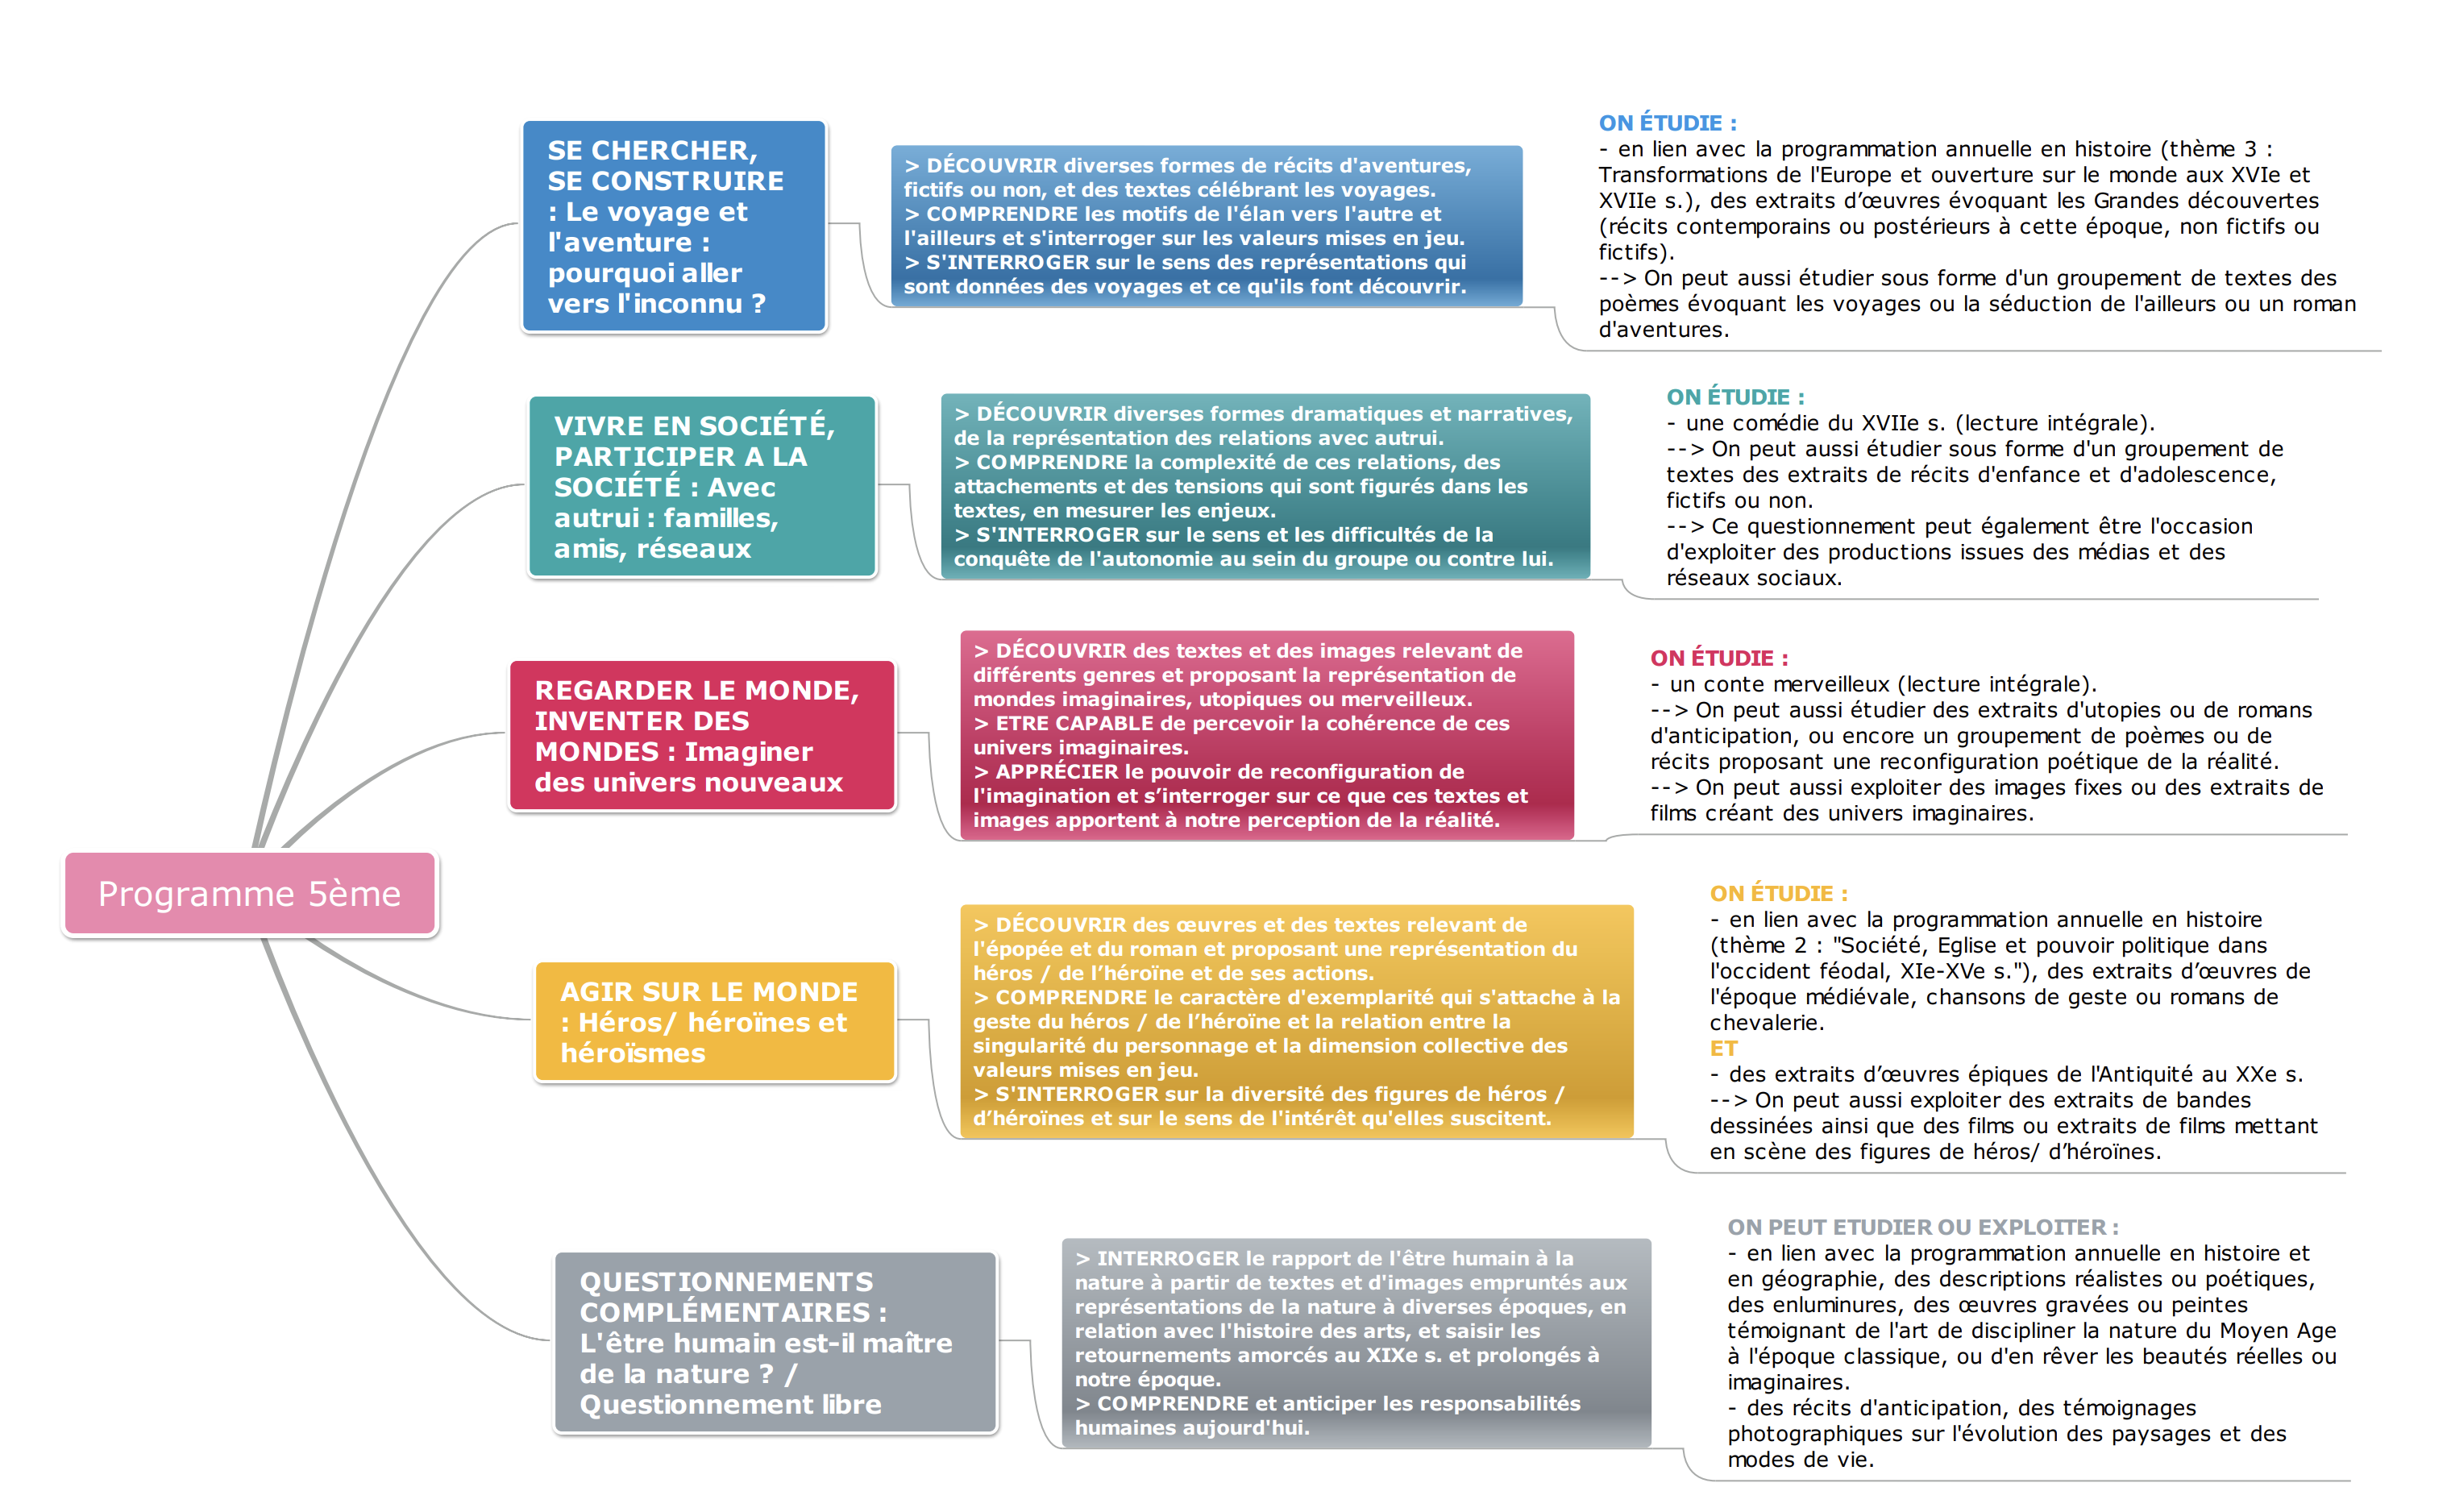 Programme 5ème
SE CHERCHER,
SE CONSTRUIRE
: Le voyage et
l'aventure :
pourquoi aller
vers l'inconnu ?
> DÉCOUVRIR diverses formes de récits d'aventures,
fictifs ou non, et des textes célébrant les voyages.
> COMPRENDRE les motifs de l'élan vers l'autre et
l'ailleurs et s'interroger sur les valeurs mises en jeu.
> S'INTERROGER sur le sens des représentations qui
sont données des voyages et ce qu'ils font découvrir.
ON ÉTUDIE :
- en lien avec la programmation annuelle en histoire (thème 3 :
Transformations de l'Europe et ouverture sur le monde aux XVIe et
XVIIe s.), des extraits d’œuvres évoquant les Grandes découvertes
(récits contemporains ou postérieurs à cette époque, non fictifs ou
fictifs).
--> On peut aussi étudier sous forme d'un groupement de textes des
poèmes évoquant les voyages ou la séduction de l'ailleurs ou un roman
d'aventures.
VIVRE EN SOCIÉTÉ,
PARTICIPER A LA
SOCIÉTÉ : Avec
autrui : familles,
amis, réseaux
> DÉCOUVRIR diverses formes dramatiques et narratives,
de la représentation des relations avec autrui.
> COMPRENDRE la complexité de ces relations, des
attachements et des tensions qui sont figurés dans les
textes, en mesurer les enjeux.
> S'INTERROGER sur le sens et les difficultés de la
conquête de l'autonomie au sein du groupe ou contre lui.
ON ÉTUDIE :
- une comédie du XVIIe s. (lecture intégrale).
--> On peut aussi étudier sous forme d'un groupement de
textes des extraits de récits d'enfance et d'adolescence,
fictifs ou non.
--> Ce questionnement peut également être l'occasion
d'exploiter des productions issues des médias et des
réseaux sociaux.
REGARDER LE MONDE,
INVENTER DES
MONDES : Imaginer
des univers nouveaux
> DÉCOUVRIR des textes et des images relevant de
différents genres et proposant la représentation de
mondes imaginaires, utopiques ou merveilleux.
> ETRE CAPABLE de percevoir la cohérence de ces
univers imaginaires.
> APPRÉCIER le pouvoir de reconfiguration de
l'imagination et s’interroger sur ce que ces textes et
images apportent à notre perception de la réalité.
ON ÉTUDIE :
- un conte merveilleux (lecture intégrale).
--> On peut aussi étudier des extraits d'utopies ou de romans
d'anticipation, ou encore un groupement de poèmes ou de
récits proposant une reconfiguration poétique de la réalité.
--> On peut aussi exploiter des images fixes ou des extraits de
films créant des univers imaginaires.
AGIR SUR LE MONDE
: Héros/ héroïnes et
héroïsmes
> DÉCOUVRIR des œuvres et des textes relevant de
l'épopée et du roman et proposant une représentation du
héros / de l’héroïne et de ses actions.
> COMPRENDRE le caractère d'exemplarité qui s'attache à la
geste du héros / de l’héroïne et la relation entre la
singularité du personnage et la dimension collective des
valeurs mises en jeu.
> S'INTERROGER sur la diversité des figures de héros /
d’héroïnes et sur le sens de l'intérêt qu'elles suscitent.
ON ÉTUDIE :
- en lien avec la programmation annuelle en histoire
(thème 2 : "Société, Eglise et pouvoir politique dans
l'occident féodal, XIe-XVe s."), des extraits d’œuvres de
l'époque médiévale, chansons de geste ou romans de
chevalerie.
ET
- des extraits d’œuvres épiques de l'Antiquité au XXe s.
--> On peut aussi exploiter des extraits de bandes
dessinées ainsi que des films ou extraits de films mettant
en scène des figures de héros/ d’héroïnes.
QUESTIONNEMENTS
COMPLÉMENTAIRES :
L'être humain est-il maître
de la nature ? /
Questionnement libre
> INTERROGER le rapport de l'être humain à la
nature à partir de textes et d'images empruntés aux
représentations de la nature à diverses époques, en
relation avec l'histoire des arts, et saisir les
retournements amorcés au XIXe s. et prolongés à
notre époque.
> COMPRENDRE et anticiper les responsabilités
humaines aujourd'hui.
ON PEUT ETUDIER OU EXPLOITER :
- en lien avec la programmation annuelle en histoire et
en géographie, des descriptions réalistes ou poétiques,
des enluminures, des œuvres gravées ou peintes
témoignant de l'art de discipliner la nature du Moyen Age
à l'époque classique, ou d'en rêver les beautés réelles ou
imaginaires.
- des récits d'anticipation, des témoignages
photographiques sur l'évolution des paysages et des
modes de vie.